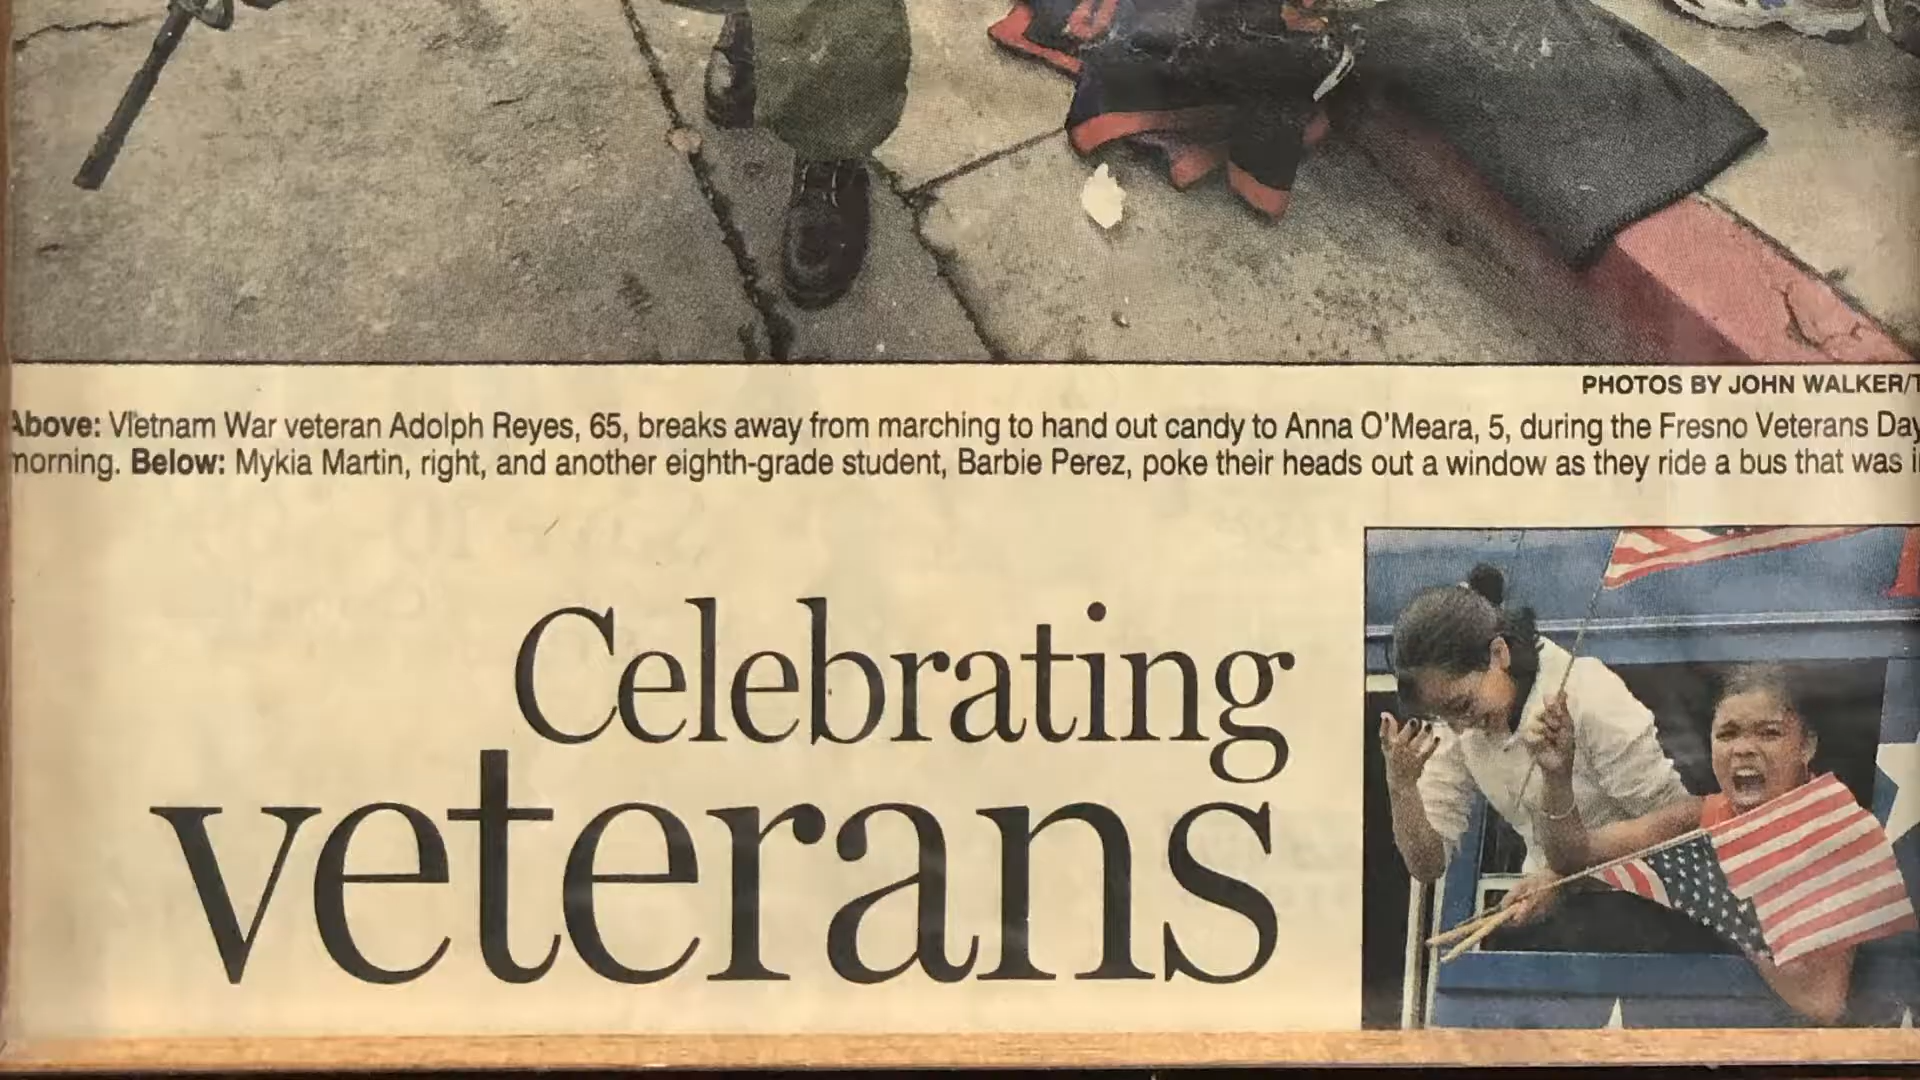 PHOTOS BY JOHN WALKER/T
Above: Vietnam War veteran Adolph Reyes, 65, breaks away from marching to hand out candy to Anna O'Meara, 5, during the Fresno Veterans Day
morning. Below: Mykia Martin, right, and another eighth-grade student, Barbie Perez, poke their heads out a window as they ride a bus that was i
Celebrating
veterans